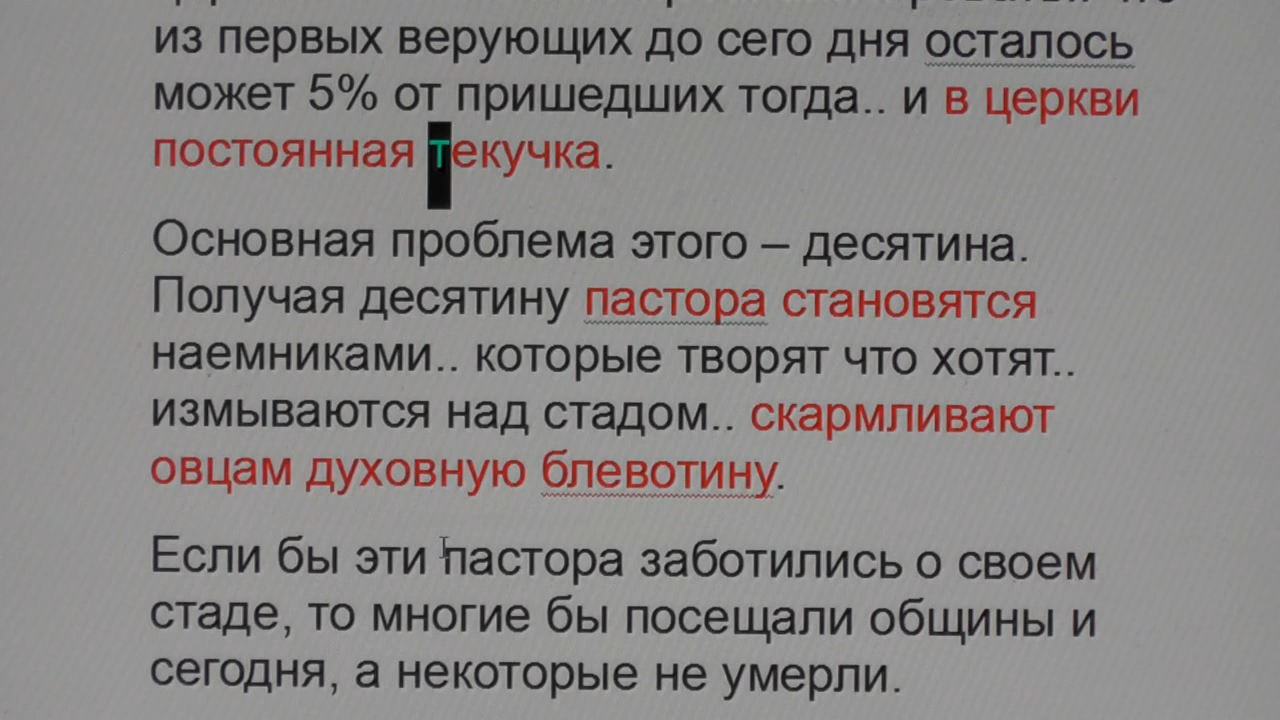 из первых верующих до сего дня осталось
может 5% от пришедших тогда.. и в церкви
постоянная текучка.
Основная проблема этого – десятина.
Получая десятину пастора становятся
наемниками.. которые творят что хотят..
измываются над стадом.. скармливают
овцам духовную блевотину.
Если бы эти пастора заботились о своем
стаде, то многие бы посещали общины и
сегодня, а некоторые не умерли.